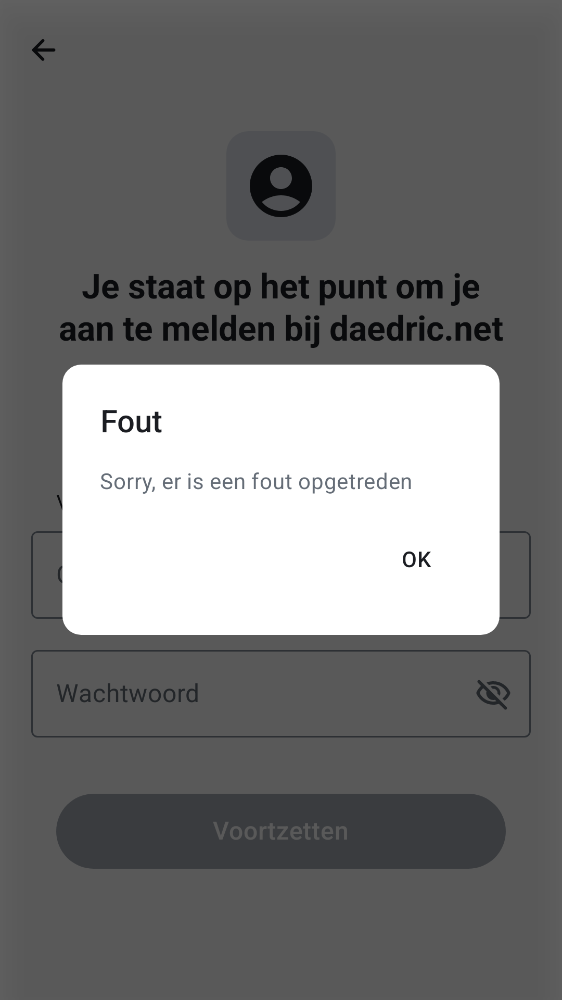 Je staat op het punt om je
aan te melden bij daedric.net
Fout
Sorry, er is een fout opgetreden
OK
Wachtwoord
Voortzetten